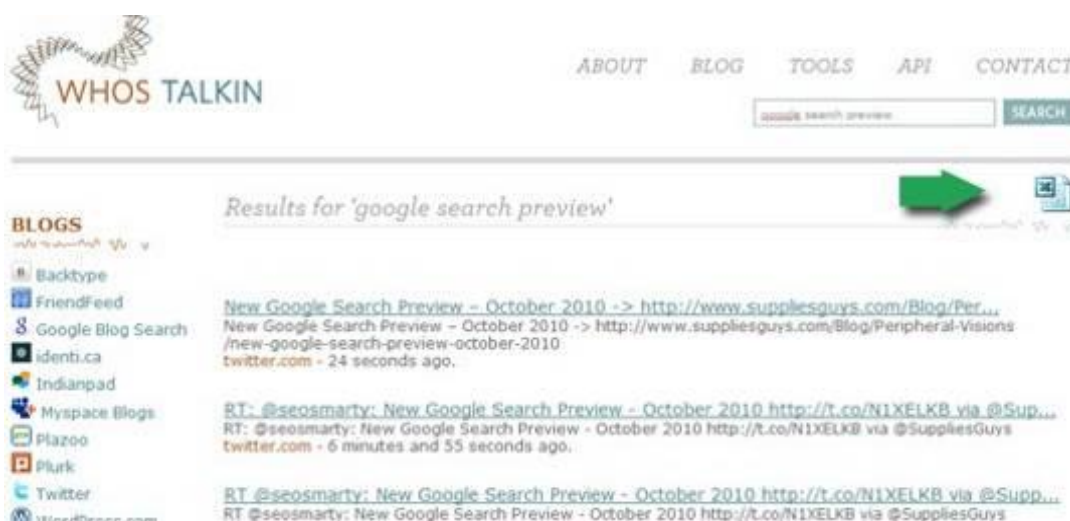 WHOS TALKIN
ABOUT BLOG TOOLS API CONTACT
google search preview SEARCH
Results for 'google search preview'
BLOGS
Backtype
FriendFeed
Google Blog Search
identi.ca
Indianpad
Myspace Blogs
Plazoo
Plurk
Twitter
WordPress.com
New Google Search Preview – October 2010 -> http://www.suppliesguys.com/Blog/Per...
New Google Search Preview – October 2010 -> http://www.suppliesguys.com/Blog/Peripheral-Visions
/new-google-search-preview-october-2010
twitter.com - 24 seconds ago.
RT: @seosmarty: New Google Search Preview - October 2010 http://t.co/N1XELKB via @Sup...
RT: @seosmarty: New Google Search Preview - October 2010 http://t.co/N1XELKB via @SuppliesGuys
twitter.com - 6 minutes and 55 seconds ago.
RT @seosmarty: New Google Search Preview - October 2010 http://t.co/N1XELKB via @Supp...
RT @seosmarty: New Google Search Preview - October 2010 http://t.co/N1XELKB via @SuppliesGuys